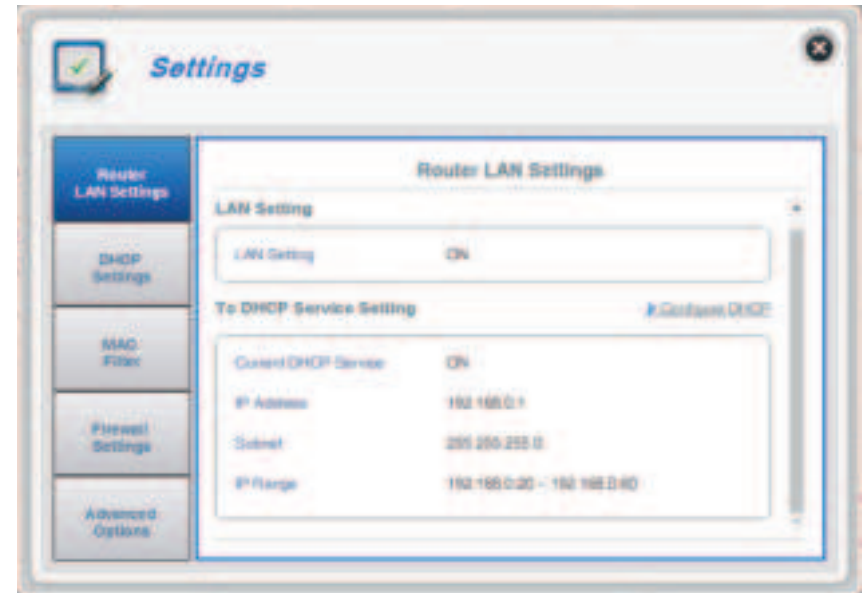 Settings
Router
LAN Settings
DHCP
Settings
MAC
Filter
Firewall
Settings
Advanced
Options
Router LAN Settings
LAN Setting
LAN Setting ON
To DHCP Service Setting Configure DHCP
Current DHCP Service ON
IP Address 192.168.0.1
Subnet 255.255.255.0
IP Range 192.168.0.20 - 192.168.0.60